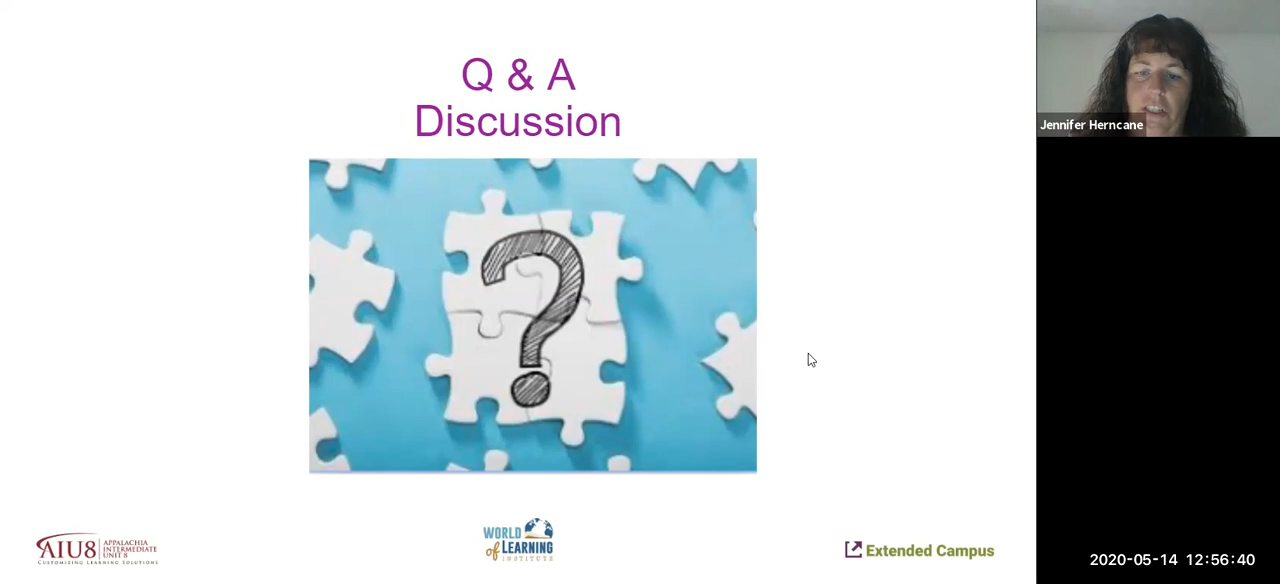 Q & A
Discussion
?
Jennifer Herncane
AIU8 APPALACHIA
INTERMEDIATE
UNIT 8
CUSTOMIZING LEARNING SOLUTIONS
WORLD
of LEARNING
INSTITUTE
Extended Campus
2020-05-14 12:56:40